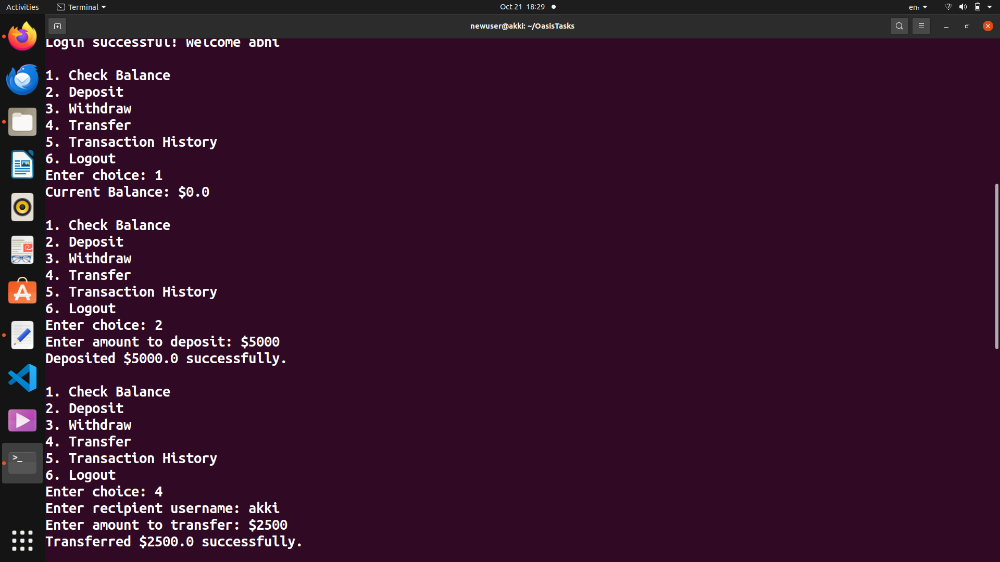 Activities
Terminal
Oct 21 18:29
en₁
newuser@akki: ~/OasisTasks
Login successful! Welcome abhi
1. Check Balance
2. Deposit
3. Withdraw
4. Transfer
5. Transaction History
6. Logout
Enter choice: 1
Current Balance: $0.0
1. Check Balance
2. Deposit
3. Withdraw
4. Transfer
5. Transaction History
6. Logout
Enter choice: 2
Enter amount to deposit: $5000
Deposited $5000.0 successfully.
1. Check Balance
2. Deposit
3. Withdraw
4. Transfer
5. Transaction History
6. Logout
Enter choice: 4
Enter recipient username: akki
Enter amount to transfer: $2500
Transferred $2500.0 successfully.